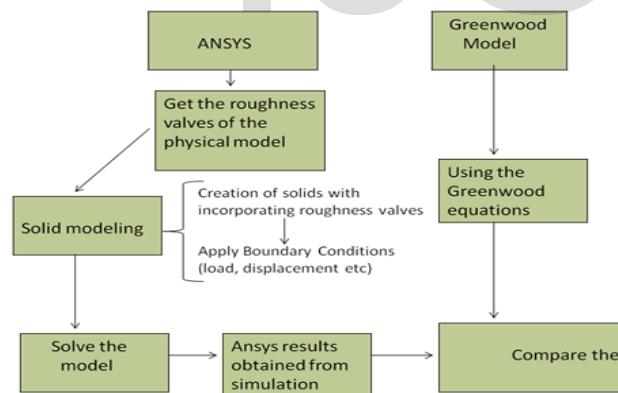 ANSYS
Greenwood
Model
Get the roughness
valves of the
physical model
Using the
Greenwood
equations
Creation of solids with
incorporating roughness valves
Apply Boundary Conditions
(load, displacement etc)
Solid modeling
Solve the
model
Ansys results
obtained from
simulation
Compare the